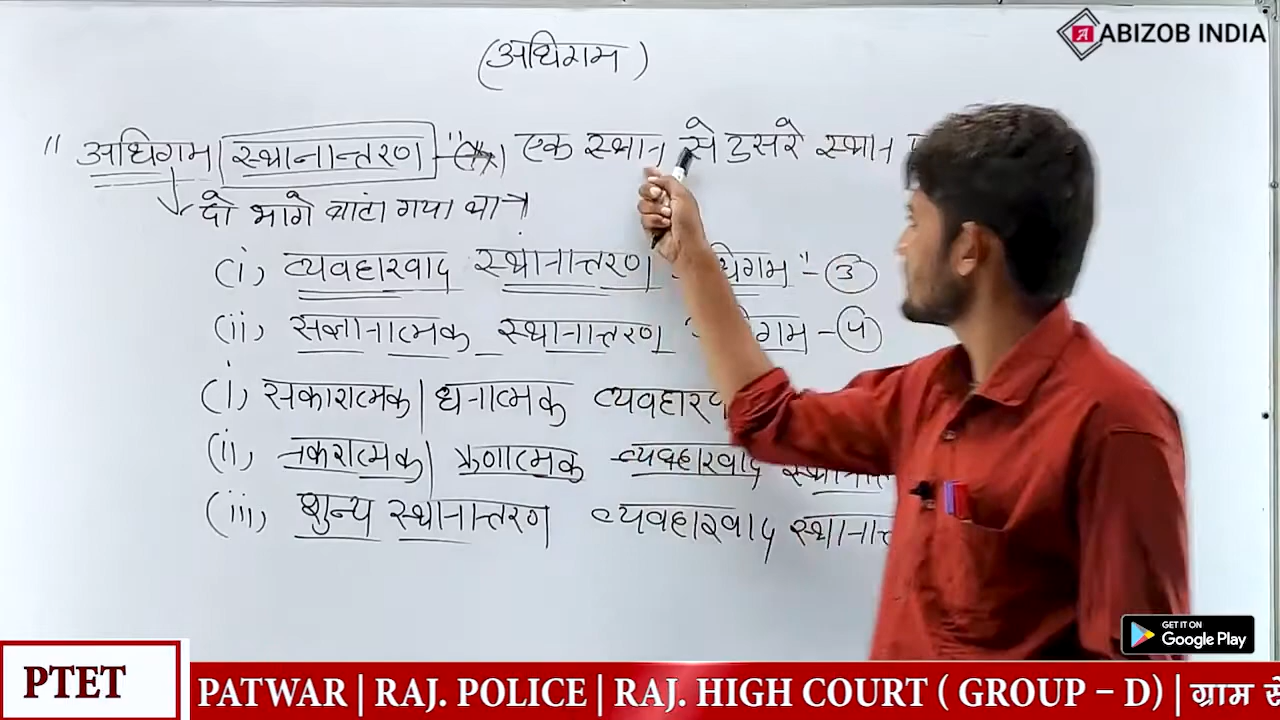 ABIZOB INDIA
(अधिगम)
" अधिगम | स्थानान्तरण - " एक स्थान से दुसरे स्थान
दो भागे बाटां गया था -
(i) व्यवहारवाद स्थांनात्तरण अधिगम" - ③
(ii) सज्ञानात्मक स्थानात्तरण अधिगम - ④
(i) सकारात्मक | धनात्मक व्यवहारवाद
(ii) नकरात्मक | ऋणात्मक व्यवहारवाद
(iii) शुन्य स्थानात्तरण व्यवहारवाद
GET IT ON
Google Play
PTET
PATWAR | RAJ. POLICE | RAJ. HIGH COURT ( GROUP – D) | ग्राम से